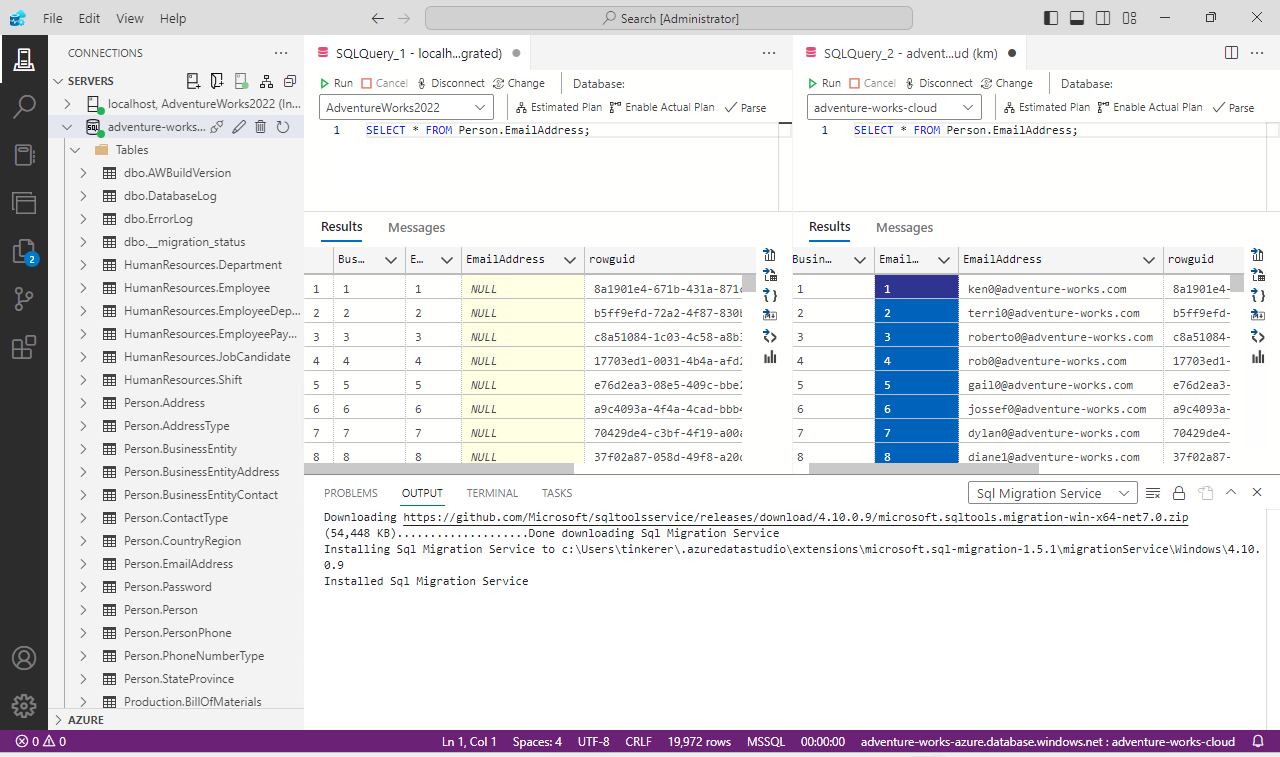 File Edit View Help
Search [Administrator]
CONNECTIONS
SERVERS
localhost, AdventureWorks2022 (In...
adventure-works...
Tables
dbo.AWBuildVersion
dbo.DatabaseLog
dbo.ErrorLog
dbo.__migration_status
HumanResources.Department
HumanResources.Employee
HumanResources.EmployeeDep...
HumanResources.EmployeePay...
HumanResources.JobCandidate
HumanResources.Shift
Person.Address
Person.AddressType
Person.BusinessEntity
Person.BusinessEntityAddress
Person.BusinessEntityContact
Person.ContactType
Person.CountryRegion
Person.EmailAddress
Person.Password
Person.Person
Person.PersonPhone
Person.PhoneNumberType
Person.StateProvince
Production.BillOfMaterials
AZURE
2
SQLQuery_1 - localh...grated)
Run Cancel Disconnect Change Database:
AdventureWorks2022 Estimated Plan Enable Actual Plan Parse
1 SELECT * FROM Person.EmailAddress;
Results Messages
Bus... E... EmailAddress rowguid
1 1 1 NULL 8a1901e4-671b-431a-871c
2 2 2 NULL b5ff9efd-72a2-4f87-830b
3 3 3 NULL c8a51084-1c03-4c58-a8b3
4 4 4 NULL 17703ed1-0031-4b4a-afd2
5 5 5 NULL e76d2ea3-08e5-409c-bbe2
6 6 6 NULL a9c4093a-4f4a-4cad-bbb4
7 7 7 NULL 70429de4-c3bf-4f19-a00a
8 8 8 NULL 37f02a87-058d-49f8-a20d
SQLQuery_2 - advent...ud (km)
Run Cancel Disconnect Change Database:
adventure-works-cloud Estimated Plan Enable Actual Plan Parse
1 SELECT * FROM Person.EmailAddress;
Results Messages
Busin... Email... EmailAddress rowguid
1 1 ken0@adventure-works.com 8a1901e4-
2 2 terri0@adventure-works.com b5ff9efd-
3 3 roberto0@adventure-works.com c8a51084-
4 4 rob0@adventure-works.com 17703ed1-
5 5 gail0@adventure-works.com e76d2ea3-
6 6 jossef0@adventure-works.com a9c4093a-
7 7 dylan0@adventure-works.com 70429de4-
8 8 diane1@adventure-works.com 37f02a87-
PROBLEMS OUTPUT TERMINAL TASKS
Sql Migration Service
Downloading https://github.com/Microsoft/sqltoolsservice/releases/download/4.10.0.9/microsoft.sqltools.migration-win-x64-net7.0.zip
(54,448 KB)....................Done downloading Sql Migration Service
Installing Sql Migration Service to c:\Users\tinkerer\.azuredatastudio\extensions\microsoft.sql-migration-1.5.1\migrationService\Windows\4.10.
0.9
Installed Sql Migration Service
0 0 Ln 1, Col 1 Spaces: 4 UTF-8 CRLF 19,972 rows MSSQL 00:00:00 adventure-works-azure.database.windows.net : adventure-works-cloud